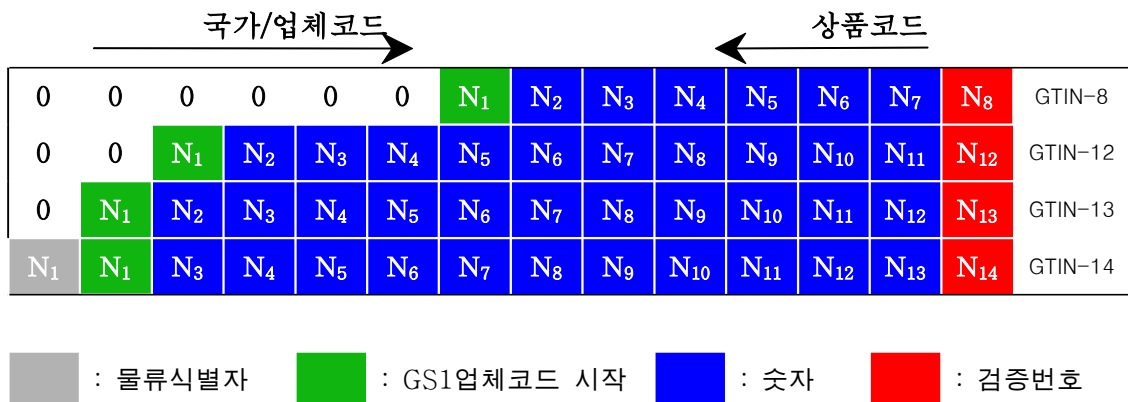 국가/업체코드 상품코드
0 0 0 0 0 0 N₁ N₂ N₃ N₄ N₅ N₆ N₇ N₈ GTIN-8
0 0 N₁ N₂ N₃ N₄ N₅ N₆ N₇ N₈ N₉ N₁₀ N₁₁ N₁₂ GTIN-12
0 N₁ N₂ N₃ N₄ N₅ N₆ N₇ N₈ N₉ N₁₀ N₁₁ N₁₂ N₁₃ GTIN-13
N₁ N₁ N₃ N₄ N₅ N₆ N₇ N₈ N₉ N₁₀ N₁₁ N₁₂ N₁₃ N₁₄ GTIN-14
: 물류식별자 : GS1업체코드 시작 : 숫자 : 검증번호